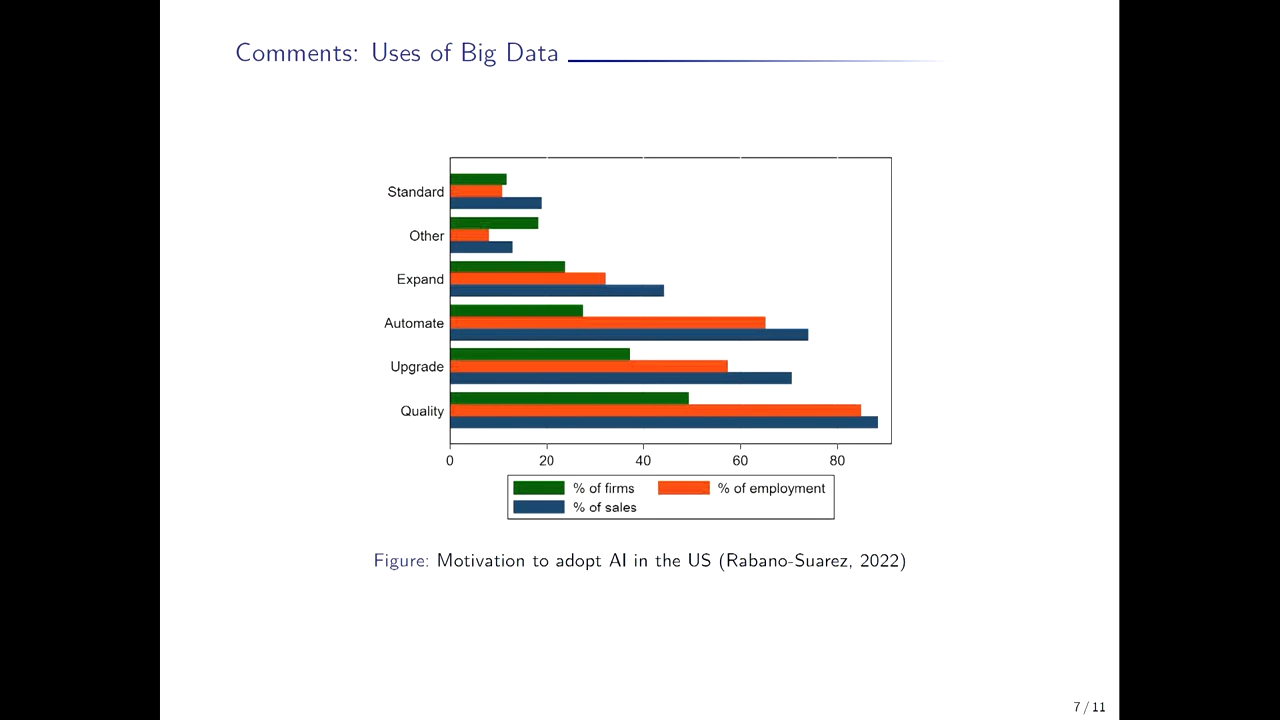 Comments: Uses of Big Data
Standard
Other
Expand
Automate
Upgrade
Quality
0 20 40 60 80
% of firms % of employment
% of sales
Figure: Motivation to adopt AI in the US (Rabano-Suarez, 2022)
7 / 11